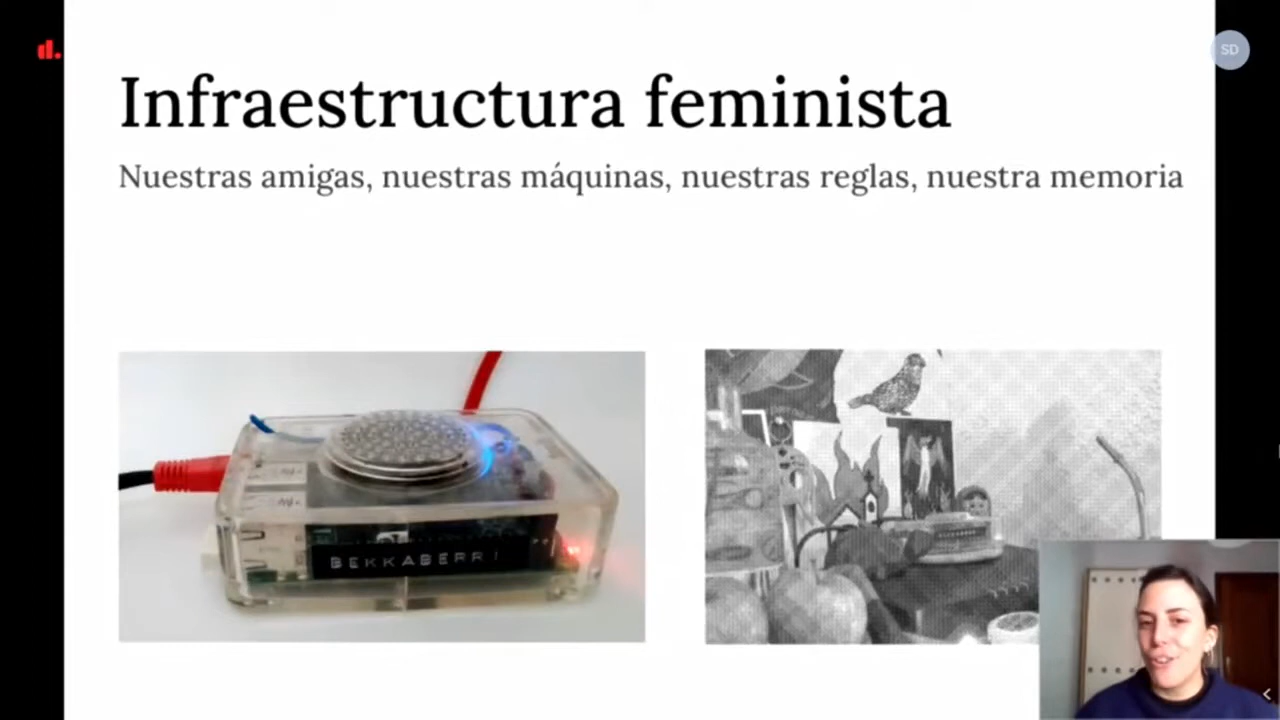 d.
SD
Infraestructura feminista
Nuestras amigas, nuestras máquinas, nuestras reglas, nuestra memoria
BEKKABERRI